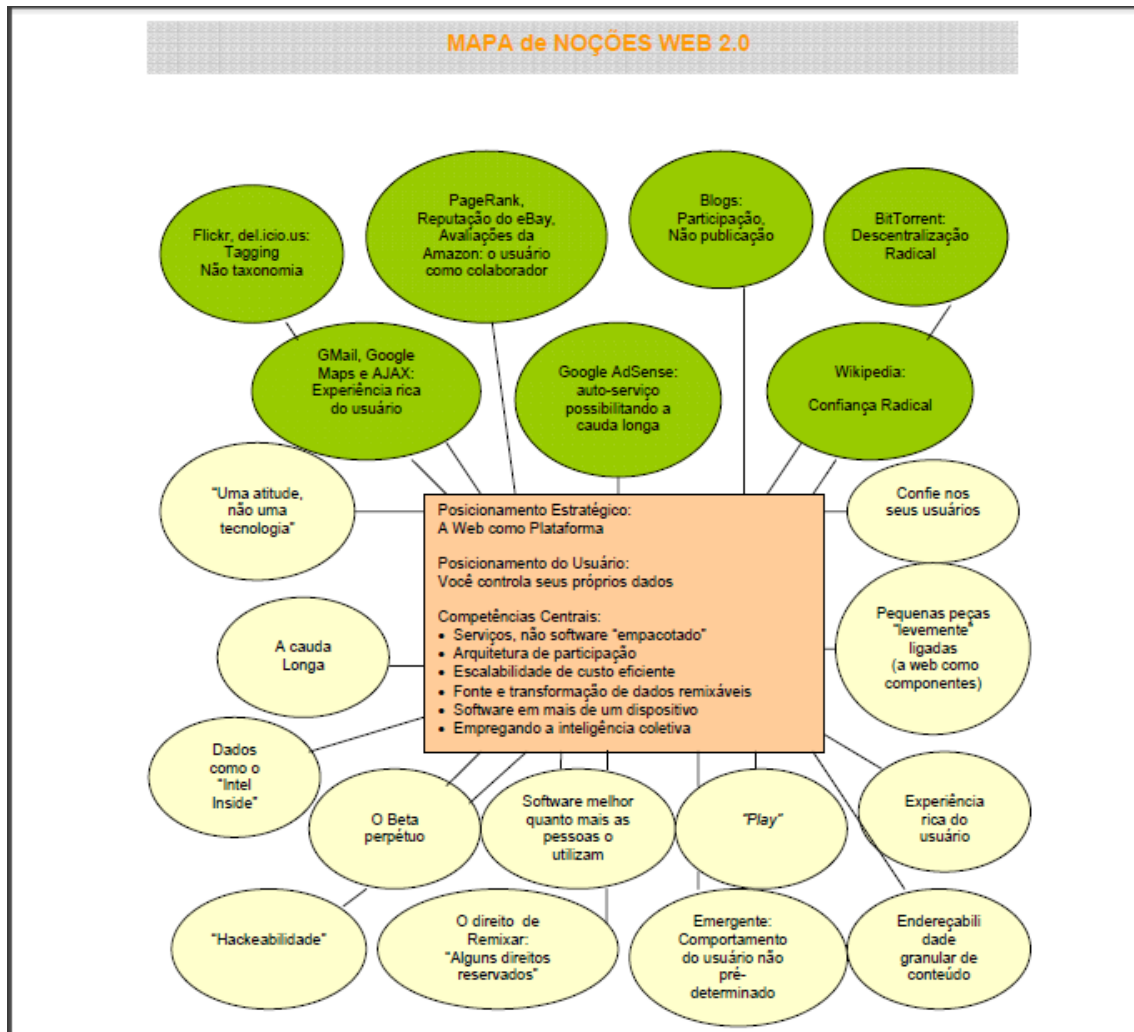 MAPA de NOÇÕES WEB 2.0
Flickr, del.icio.us:
Tagging
Não taxonomia
PageRank,
Reputação do eBay,
Avaliações da
Amazon: o usuário
como colaborador
Blogs:
Participação,
Não publicação
BitTorrent:
Descentralização
Radical
GMail, Google
Maps e AJAX:
Experiência rica
do usuário
Google AdSense:
auto-serviço
possibilitando a
cauda longa
Wikipedia:
Confiança Radical
"Uma atitude,
não uma
tecnologia"
Posicionamento Estratégico:
A Web como Plataforma
Posicionamento do Usuário:
Você controla seus próprios dados
Competências Centrais:
• Serviços, não software "empacotado"
• Arquitetura de participação
• Escalabilidade de custo eficiente
• Fonte e transformação de dados remixáveis
• Software em mais de um dispositivo
• Empregando a inteligência coletiva
Confie nos
seus usuários
A cauda
Longa
Pequenas peças
"levemente"
ligadas
(a web como
componentes)
Dados
como o
"Intel
Inside"
O Beta
perpétuo
Software melhor
quanto mais as
pessoas o
utilizam
"Play"
Experiência
rica do
usuário
"Hackeabilidade"
O direito de
Remixar:
"Alguns direitos
reservados"
Emergente:
Comportamento
do usuário não
pré-
determinado
Endereçabili
dade
granular de
conteúdo